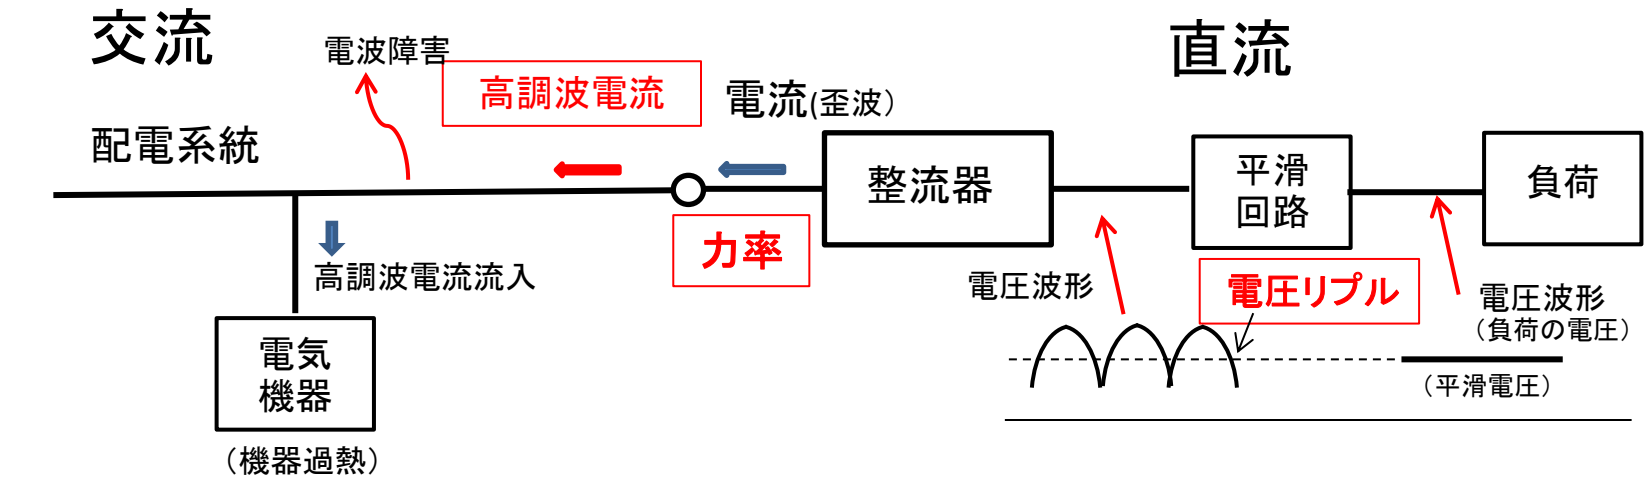 交流
電波障害
高調波電流
電流(歪波）
直流
配電系統
整流器
平滑
回路
負荷
力率
高調波電流流入
電圧波形
電圧リプル
電圧波形
（負荷の電圧）
（平滑電圧）
電気
機器
（機器過熱）